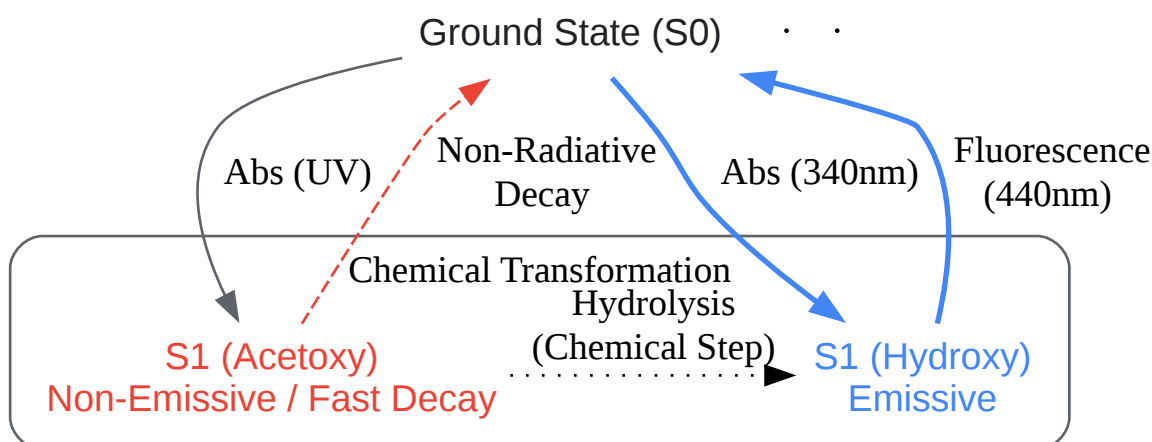 Ground State (S0)
Abs (UV)
Non-Radiative
Decay
Abs (340nm)
Fluorescence
(440nm)
Chemical Transformation
Hydrolysis
(Chemical Step)
S1 (Acetoxy)
Non-Emissive / Fast Decay
S1 (Hydroxy)
Emissive